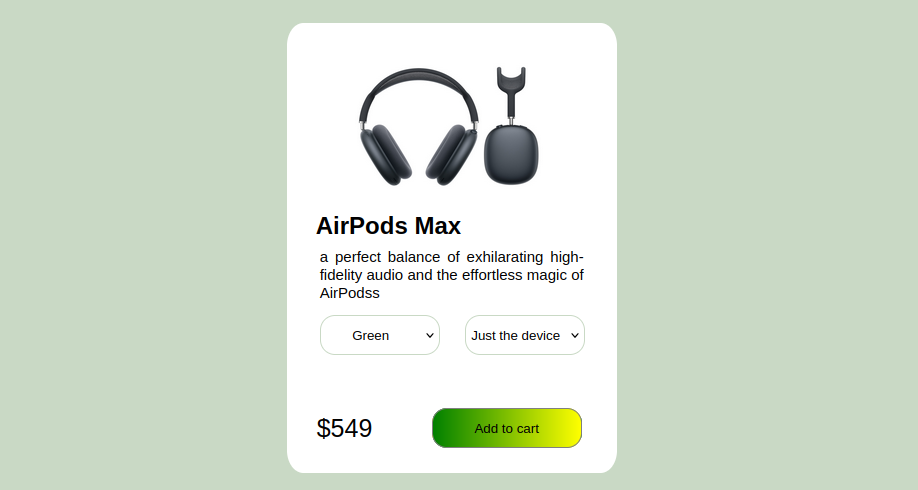 AirPods Max
a perfect balance of exhilarating high-
fidelity audio and the effortless magic of
AirPodss
Green
Just the device
$549
Add to cart